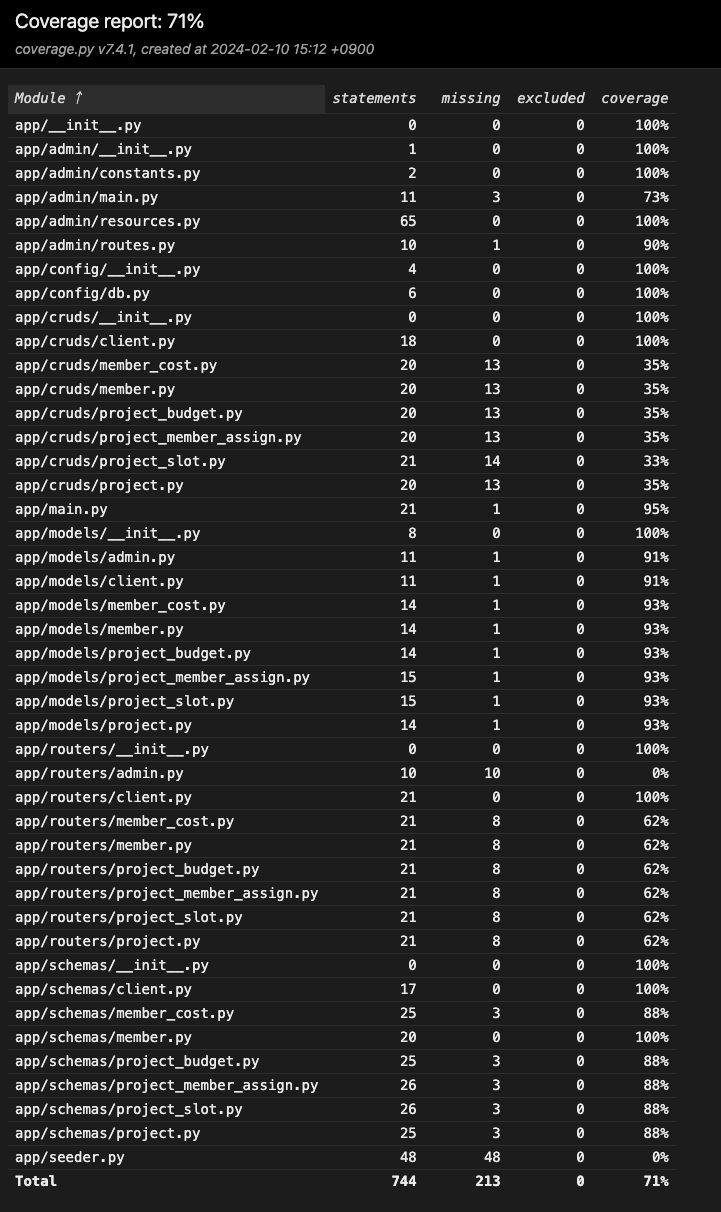 Coverage report: 71%
coverage.py v7.4.1, created at 2024-02-10 15:12 +0900
Module ↑ statements missing excluded coverage
app/__init__.py 0 0 0 100%
app/admin/__init__.py 1 0 0 100%
app/admin/constants.py 2 0 0 100%
app/admin/main.py 11 3 0 73%
app/admin/resources.py 65 0 0 100%
app/admin/routes.py 10 1 0 90%
app/config/__init__.py 4 0 0 100%
app/config/db.py 6 0 0 100%
app/cruds/__init__.py 0 0 0 100%
app/cruds/client.py 18 0 0 100%
app/cruds/member_cost.py 20 13 0 35%
app/cruds/member.py 20 13 0 35%
app/cruds/project_budget.py 20 13 0 35%
app/cruds/project_member_assign.py 20 13 0 35%
app/cruds/project_slot.py 21 14 0 33%
app/cruds/project.py 20 13 0 35%
app/main.py 21 1 0 95%
app/models/__init__.py 8 0 0 100%
app/models/admin.py 11 1 0 91%
app/models/client.py 11 1 0 91%
app/models/member_cost.py 14 1 0 93%
app/models/member.py 14 1 0 93%
app/models/project_budget.py 14 1 0 93%
app/models/project_member_assign.py 15 1 0 93%
app/models/project_slot.py 15 1 0 93%
app/models/project.py 14 1 0 93%
app/routers/__init__.py 0 0 0 100%
app/routers/admin.py 10 10 0 0%
app/routers/client.py 21 0 0 100%
app/routers/member_cost.py 21 8 0 62%
app/routers/member.py 21 8 0 62%
app/routers/project_budget.py 21 8 0 62%
app/routers/project_member_assign.py 21 8 0 62%
app/routers/project_slot.py 21 8 0 62%
app/routers/project.py 21 8 0 62%
app/schemas/__init__.py 0 0 0 100%
app/schemas/client.py 17 0 0 100%
app/schemas/member_cost.py 25 3 0 88%
app/schemas/member.py 20 0 0 100%
app/schemas/project_budget.py 25 3 0 88%
app/schemas/project_member_assign.py 26 3 0 88%
app/schemas/project_slot.py 26 3 0 88%
app/schemas/project.py 25 3 0 88%
app/seeder.py 48 48 0 0%
Total 744 213 0 71%